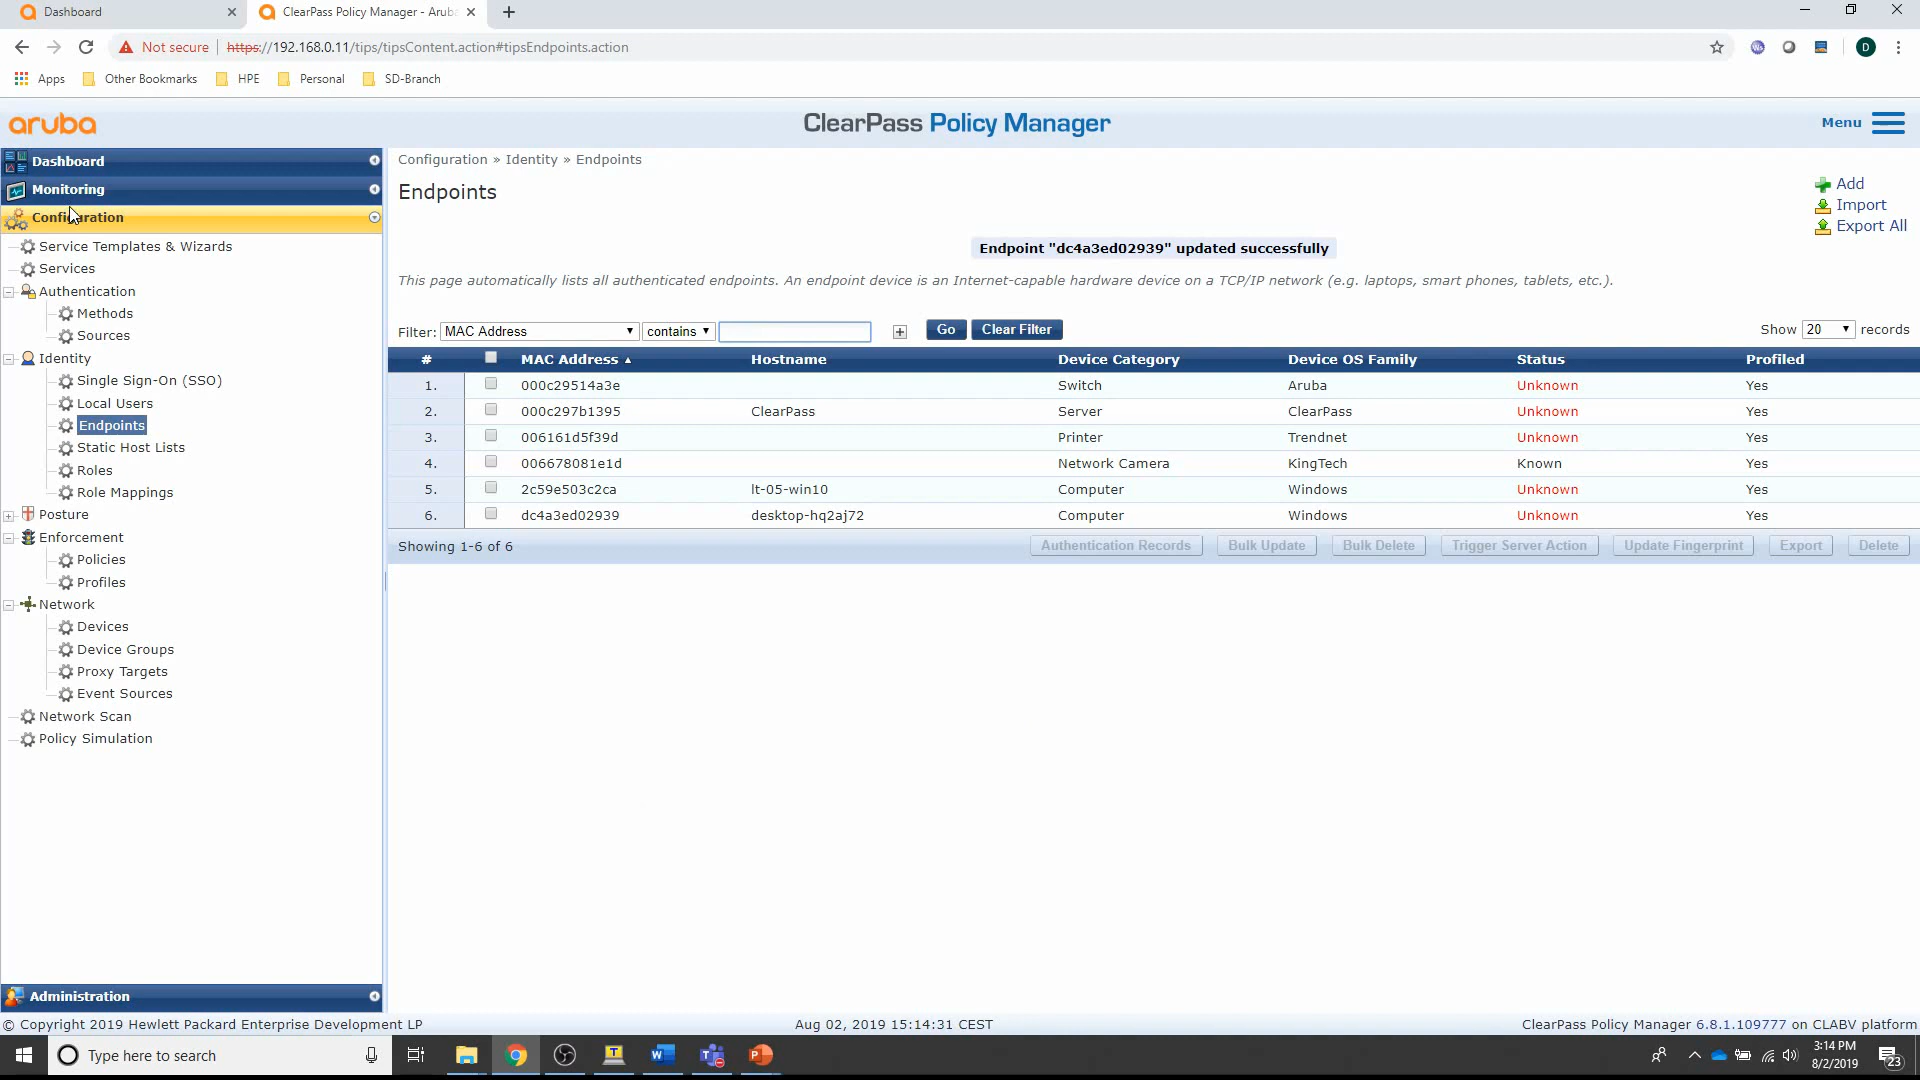 Dashboard
ClearPass Policy Manager - Aruba
Not secure
https://192.168.0.11/tips/tipsContent.action#tipsEndpoints.action
D
Apps
Other Bookmarks
HPE
Personal
SD-Branch
aruba
ClearPass Policy Manager
Menu
Dashboard
Monitoring
Configuration
Service Templates & Wizards
Services
Authentication
Methods
Sources
Identity
Single Sign-On (SSO)
Local Users
Endpoints
Static Host Lists
Roles
Role Mappings
Posture
Enforcement
Policies
Profiles
Network
Devices
Device Groups
Proxy Targets
Event Sources
Network Scan
Policy Simulation
Administration
Configuration » Identity » Endpoints
Endpoints
Add
Import
Export All
Endpoint "dc4a3ed02939" updated successfully
This page automatically lists all authenticated endpoints. An endpoint device is an Internet-capable hardware device on a TCP/IP network (e.g. laptops, smart phones, tablets, etc.).
Filter: MAC Address contains Go Clear Filter Show 20 records
# MAC Address Hostname Device Category Device OS Family Status Profiled
1. 000c29514a3e Switch Aruba Unknown Yes
2. 000c297b1395 ClearPass Server ClearPass Unknown Yes
3. 006161d5f39d Printer Trendnet Unknown Yes
4. 006678081e1d Network Camera KingTech Known Yes
5. 2c59e503c2ca lt-05-win10 Computer Windows Unknown Yes
6. dc4a3ed02939 desktop-hq2aj72 Computer Windows Unknown Yes
Showing 1-6 of 6 Authentication Records Bulk Update Bulk Delete Trigger Server Action Update Fingerprint Export Delete
© Copyright 2019 Hewlett Packard Enterprise Development LP
Aug 02, 2019 15:14:31 CEST
ClearPass Policy Manager 6.8.1.109777 on CLABV platform
Type here to search
3:14 PM
8/2/2019
23